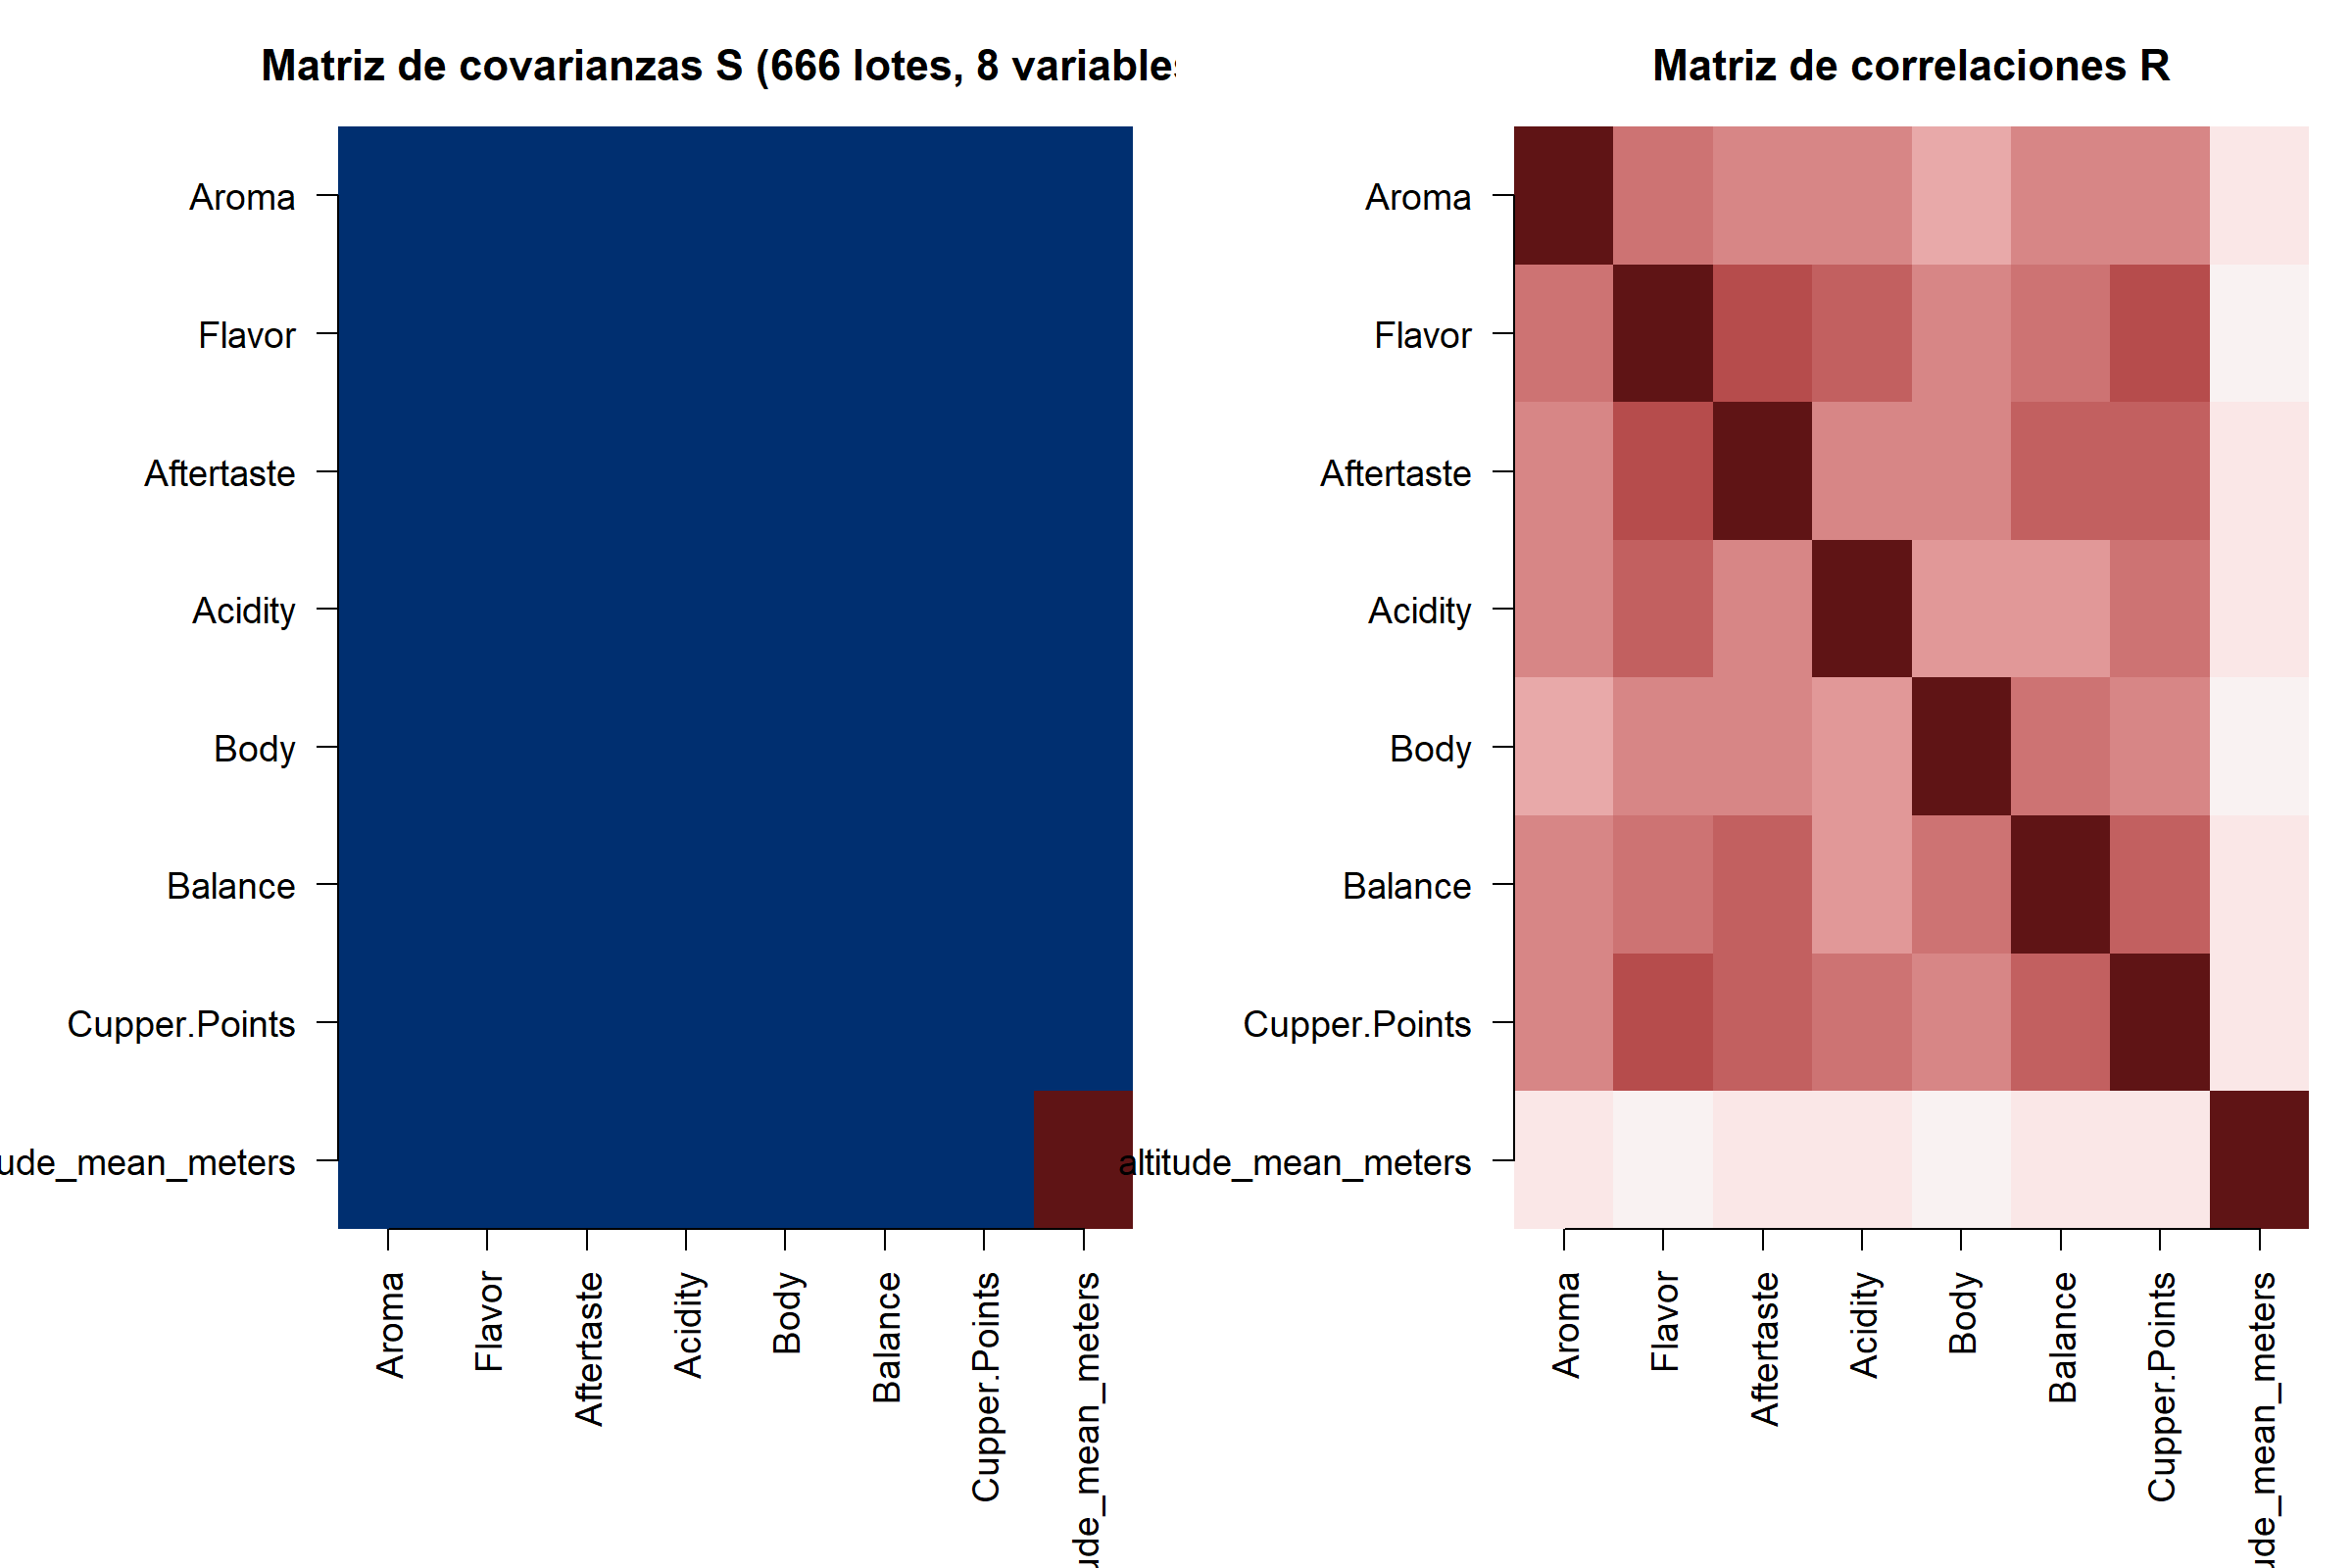 Matriz de covarianzas S (666 lotes, 8 variable
Aroma
Flavor
Aftertaste
Acidity
Body
Balance
Cupper.Points
ude_mean_meters
Aroma
Flavor
Aftertaste
Acidity
Body
Balance
Cupper.Points
ude_mean_meters
Matriz de correlaciones R
Aroma
Flavor
Aftertaste
Acidity
Body
Balance
Cupper.Points
altitude_mean_meters
Aroma
Flavor
Aftertaste
Acidity
Body
Balance
Cupper.Points
ude_mean_meters